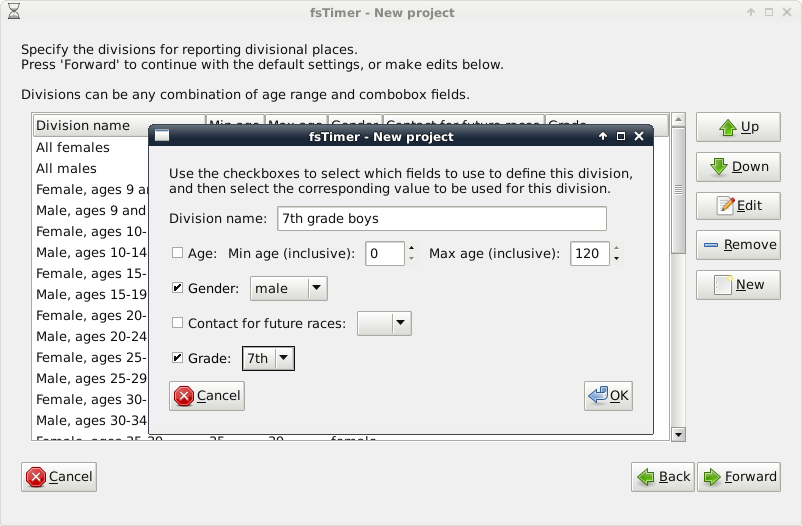 fsTimer - New project
Specify the divisions for reporting divisional places.
Press 'Forward' to continue with the default settings, or make edits below.
Divisions can be any combination of age range and combobox fields.
Division name
Min age
Max age
Gender
Contact for future races
Grade
All females
All males
Female, ages 9 a
Male, ages 9 and
Female, ages 10-
Male, ages 10-14
Female, ages 15-
Male, ages 15-19
Female, ages 20-
Male, ages 20-24
Female, ages 25-
Male, ages 25-29
Female, ages 30-
Male, ages 30-34
Female, ages 35-39 35 39 female
Up
Down
Edit
Remove
New
fsTimer - New project
Use the checkboxes to select which fields to use to define this division,
and then select the corresponding value to be used for this division.
Division name: 7th grade boys
Age: Min age (inclusive): 0 Max age (inclusive): 120
Gender: male
Contact for future races:
Grade: 7th
Cancel OK
Cancel Back Forward